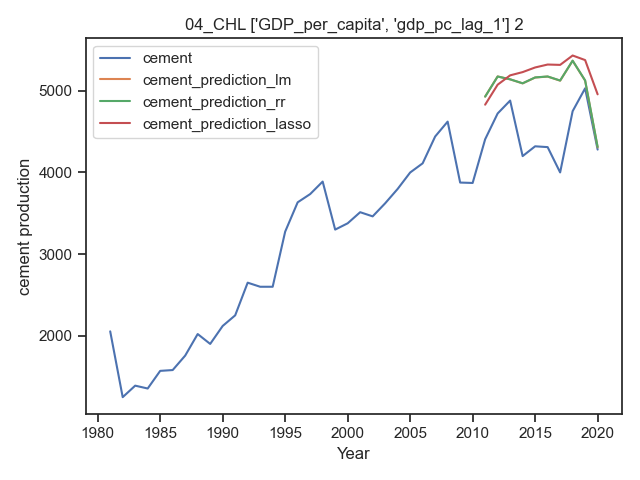 04_CHL ['GDP_per_capita', 'gdp_pc_lag_1'] 2
cement
cement_prediction_lm
cement_prediction_rr
cement_prediction_lasso
cement production
5000
4000
3000
2000
1980 1985 1990 1995 2000 2005 2010 2015 2020
Year